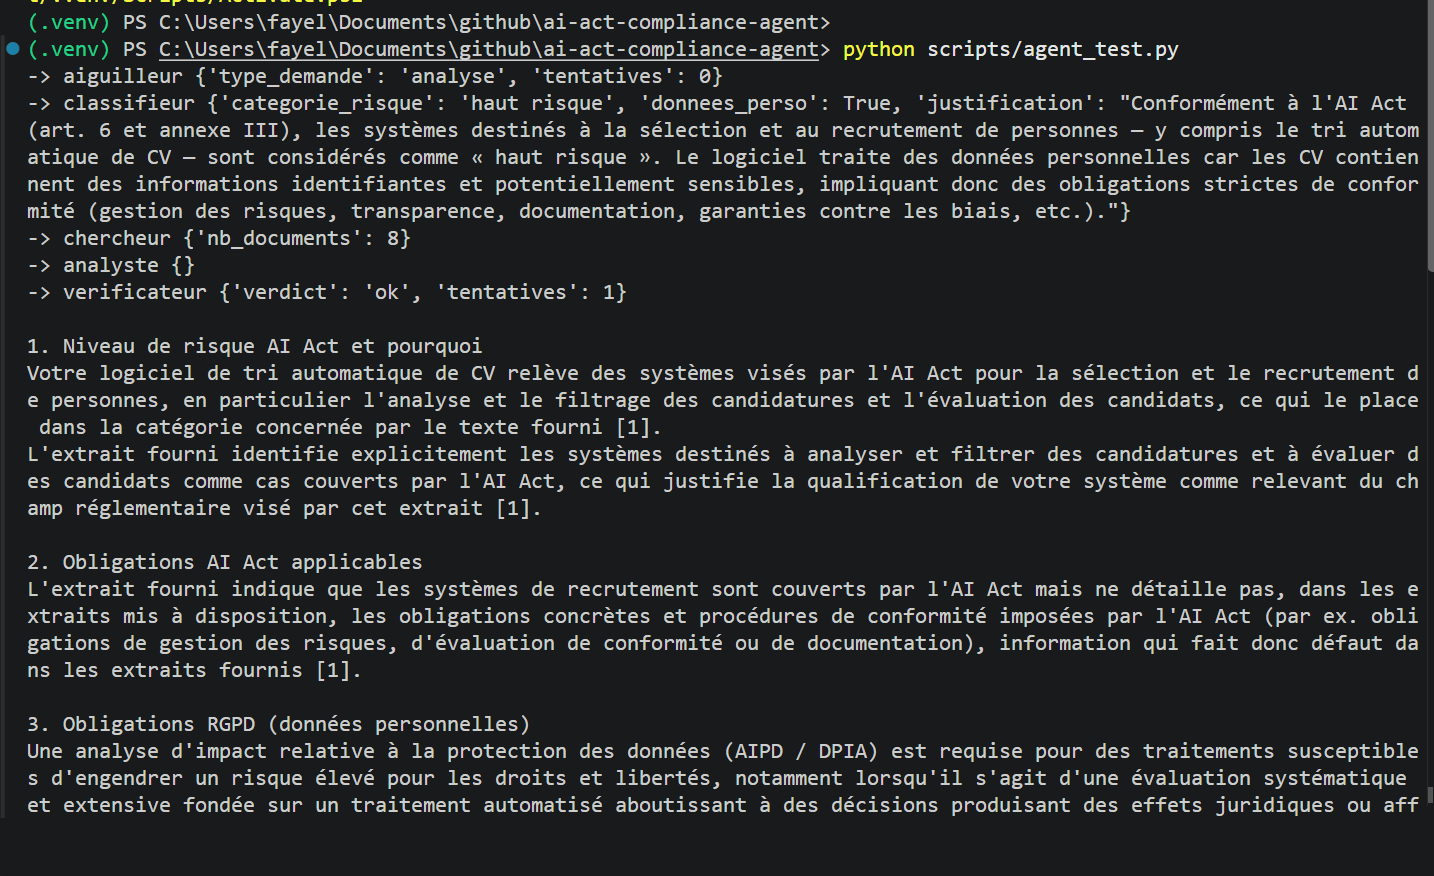 (.venv) PS C:\Users\fayel\Documents\github\ai-act-compliance-agent>
(.venv) PS C:\Users\fayel\Documents\github\ai-act-compliance-agent> python scripts/agent_test.py
-> aiguilleur {'type_demande': 'analyse', 'tentatives': 0}
-> classifieur {'categorie_risque': 'haut risque', 'donnees_perso': True, 'justification': "Conformément à l'AI Act
(art. 6 et annexe III), les systèmes destinés à la sélection et au recrutement de personnes — y compris le tri autom
atique de CV — sont considérés comme « haut risque ». Le logiciel traite des données personnelles car les CV contien
nent des informations identifiantes et potentiellement sensibles, impliquant donc des obligations strictes de confor
mité (gestion des risques, transparence, documentation, garanties contre les biais, etc.)."}
-> chercheur {'nb_documents': 8}
-> analyste {}
-> verificateur {'verdict': 'ok', 'tentatives': 1}
1. Niveau de risque AI Act et pourquoi
Votre logiciel de tri automatique de CV relève des systèmes visés par l'AI Act pour la sélection et le recrutement d
e personnes, en particulier l'analyse et le filtrage des candidatures et l'évaluation des candidats, ce qui le place
dans la catégorie concernée par le texte fourni [1].
L'extrait fourni identifie explicitement les systèmes destinés à analyser et filtrer des candidatures et à évaluer d
es candidats comme cas couverts par l'AI Act, ce qui justifie la qualification de votre système comme relevant du ch
amp réglementaire visé par cet extrait [1].
2. Obligations AI Act applicables
L'extrait fourni indique que les systèmes de recrutement sont couverts par l'AI Act mais ne détaille pas, dans les e
xtraits mis à disposition, les obligations concrètes et procédures de conformité imposées par l'AI Act (par ex. obli
gations de gestion des risques, d'évaluation de conformité ou de documentation), information qui fait donc défaut da
ns les extraits fournis [1].
3. Obligations RGPD (données personnelles)
Une analyse d'impact relative à la protection des données (AIPD / DPIA) est requise pour des traitements susceptible
s d'engendrer un risque élevé pour les droits et libertés, notamment lorsqu'il s'agit d'une évaluation systématique
et extensive fondée sur un traitement automatisé aboutissant à des décisions produisant des effets juridiques ou aff